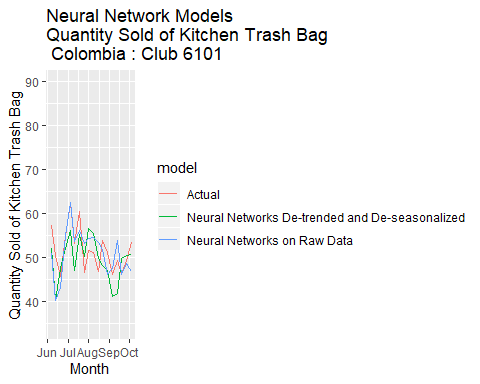 Neural Network Models
Quantity Sold of Kitchen Trash Bag
Colombia : Club 6101
90
80
70
60
50
40
Quantity Sold of Kitchen Trash Bag
Jun Jul Aug Sep Oct
Month
model
Actual
Neural Networks De-trended and De-seasonalized
Neural Networks on Raw Data